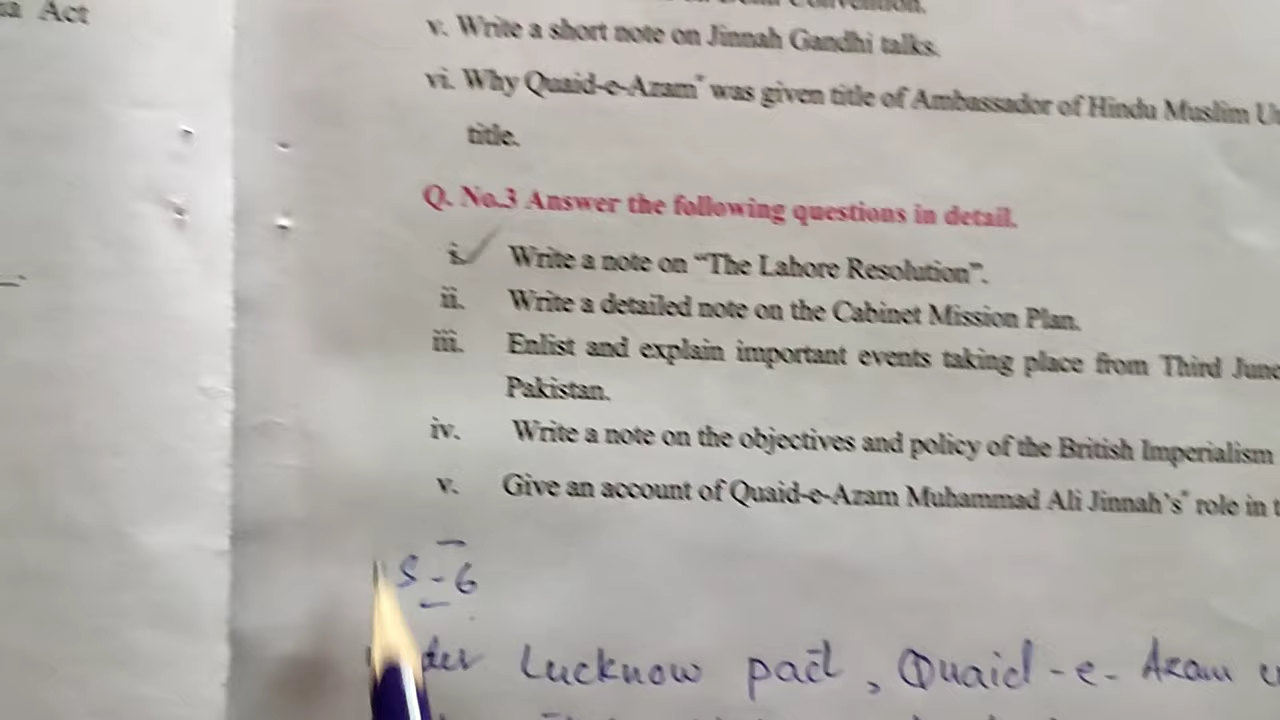 a Act
Convention.
v. Write a short note on Jinnah Gandhi talks.
vi. Why Quaid-e-Azam was given title of Ambassador of Hindu Muslim
title.
Q. No.3 Answer the following questions in detail.
i. Write a note on “The Lahore Resolution”.
ii. Write a detailed note on the Cabinet Mission Plan.
iii. Enlist and explain important events taking place from Third June
Pakistan.
iv. Write a note on the objectives and policy of the British Imperialism
v. Give an account of Quaid-e-Azam Muhammad Ali Jinnah's role in
S-6
Lucknow pact, Quaid-e-Azam